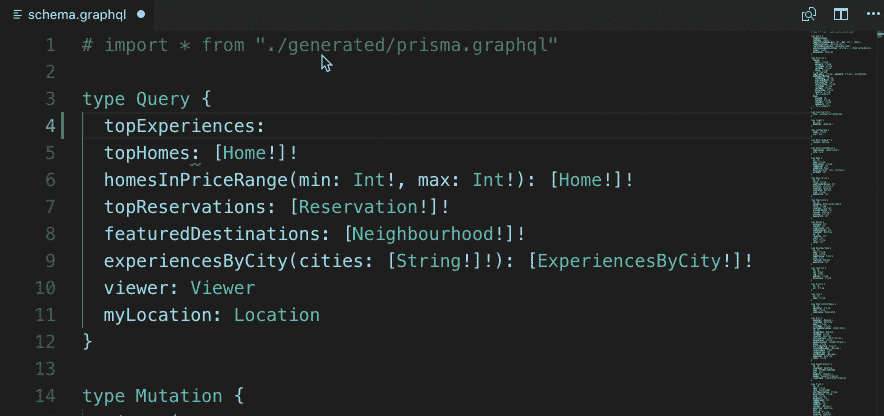 schema.graphql
1 # import * from "./generated/prisma.graphql"
2
3 type Query {
4 topExperiences:
5 topHomes: [Home!]!
6 homesInPriceRange(min: Int!, max: Int!): [Home!]!
7 topReservations: [Reservation!]!
8 featuredDestinations: [Neighbourhood!]!
9 experiencesByCity(cities: [String!]!): [ExperiencesByCity!]!
10 viewer: Viewer
11 myLocation: Location
12 }
13
14 type Mutation {